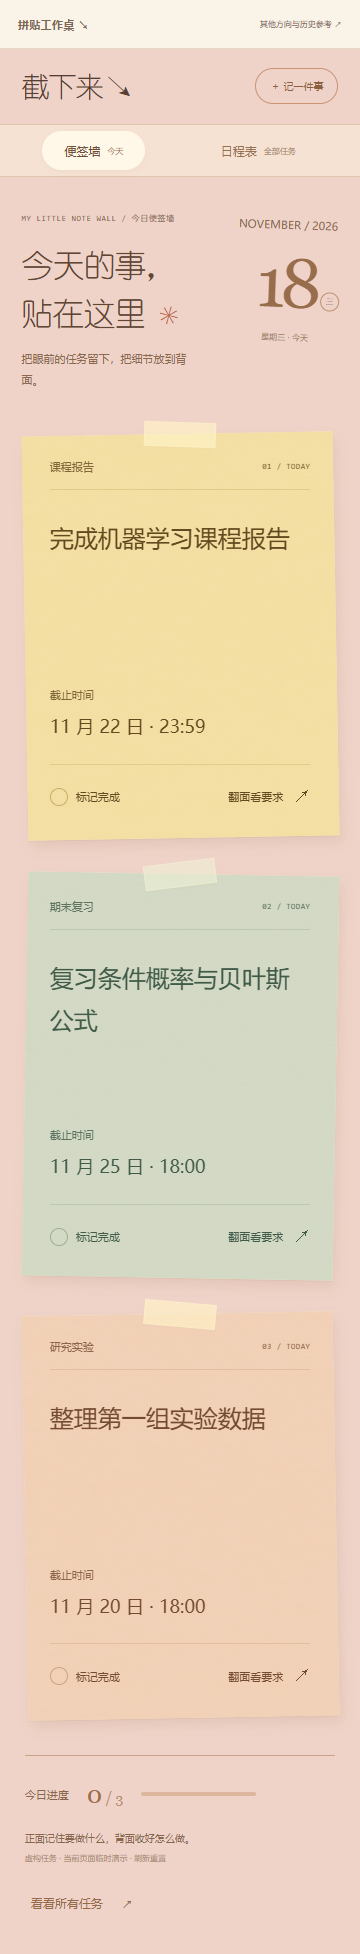 拼贴工作桌 ↘
其他方向与历史参考 ↗
截下来↘
+ 记一件事
便签墙 今天
日程表 全部任务
MY LITTLE NOTE WALL / 今日便签墙
NOVEMBER / 2026
今天的事，
贴在这里
18
星期三 · 今天
把眼前的任务留下，把细节放到背
面。
课程报告
01 / TODAY
完成机器学习课程报告
截止时间
11 月 22 日 · 23:59
标记完成
翻面看要求 ↗
期末复习
02 / TODAY
复习条件概率与贝叶斯
公式
截止时间
11 月 25 日 · 18:00
标记完成
翻面看要求 ↗
研究实验
03 / TODAY
整理第一组实验数据
截止时间
11 月 20 日 · 18:00
标记完成
翻面看要求 ↗
今日进度 0 / 3
正面记住要做什么，背面收好怎么做。
虚构任务 · 当前页面临时演示 · 刷新重置
看看所有任务 ↗